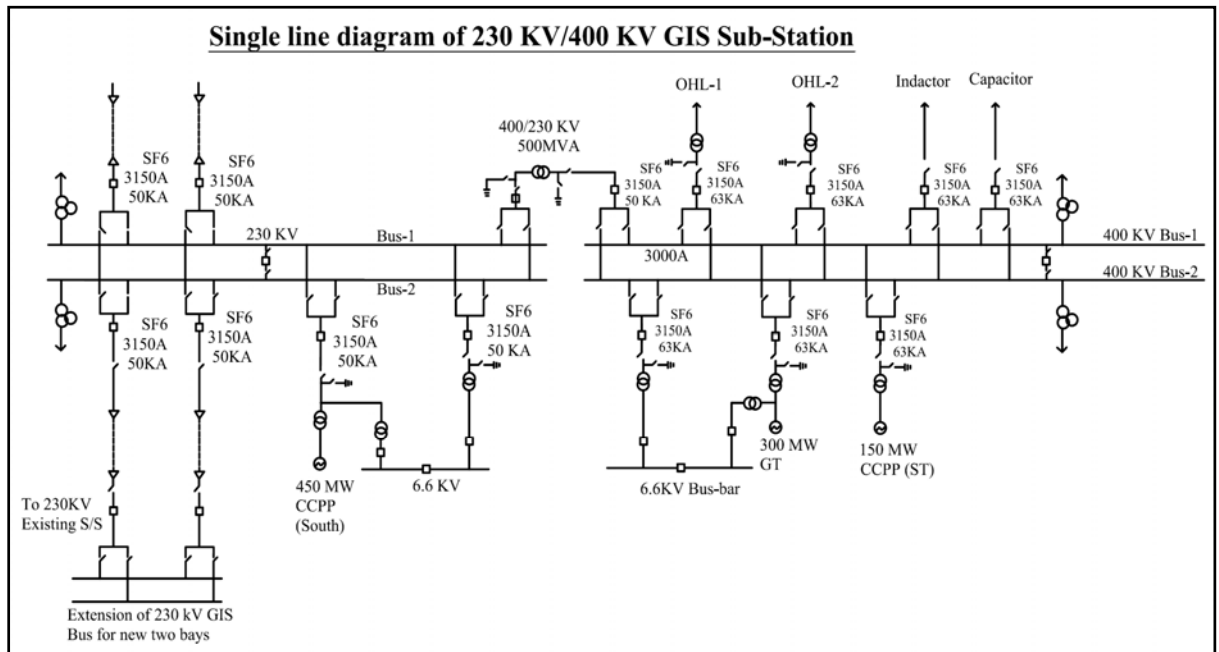 Single line diagram of 230 KV/400 KV GIS Sub-Station
OHL-1
OHL-2
Indactor
Capacitor
400/230 KV
500MVA
SF6
3150A
50KA
SF6
3150A
50KA
SF6
3150A
50 KA
SF6
3150A
63KA
SF6
3150A
63KA
SF6
3150A
63KA
SF6
3150A
63KA
230 KV
Bus-1
3000A
400 KV Bus-1
Bus-2
400 KV Bus-2
SF6
3150A
50KA
SF6
3150A
50KA
SF6
3150A
50KA
SF6
3150A
50 KA
SF6
3150A
63KA
SF6
3150A
63KA
SF6
3150A
63KA
450 MW
CCPP
(South)
6.6 KV
6.6KV Bus-bar
300 MW
GT
150 MW
CCPP (ST)
To 230KV
Existing S/S
Extension of 230 kV GIS
Bus for new two bays